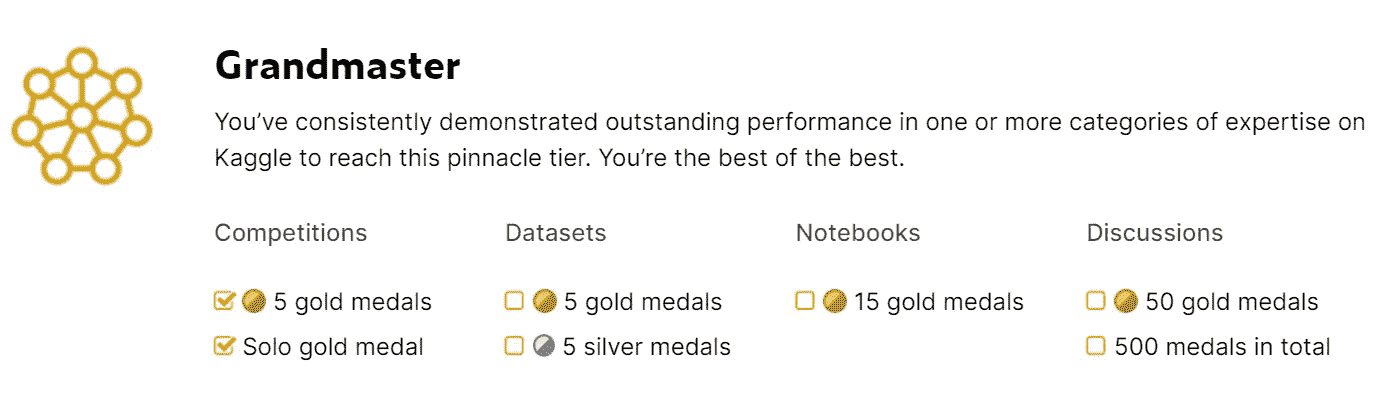 Grandmaster
You’ve consistently demonstrated outstanding performance in one or more categories of expertise on
Kaggle to reach this pinnacle tier. You’re the best of the best.
Competitions
5 gold medals
Solo gold medal
Datasets
5 gold medals
5 silver medals
Notebooks
15 gold medals
Discussions
50 gold medals
500 medals in total